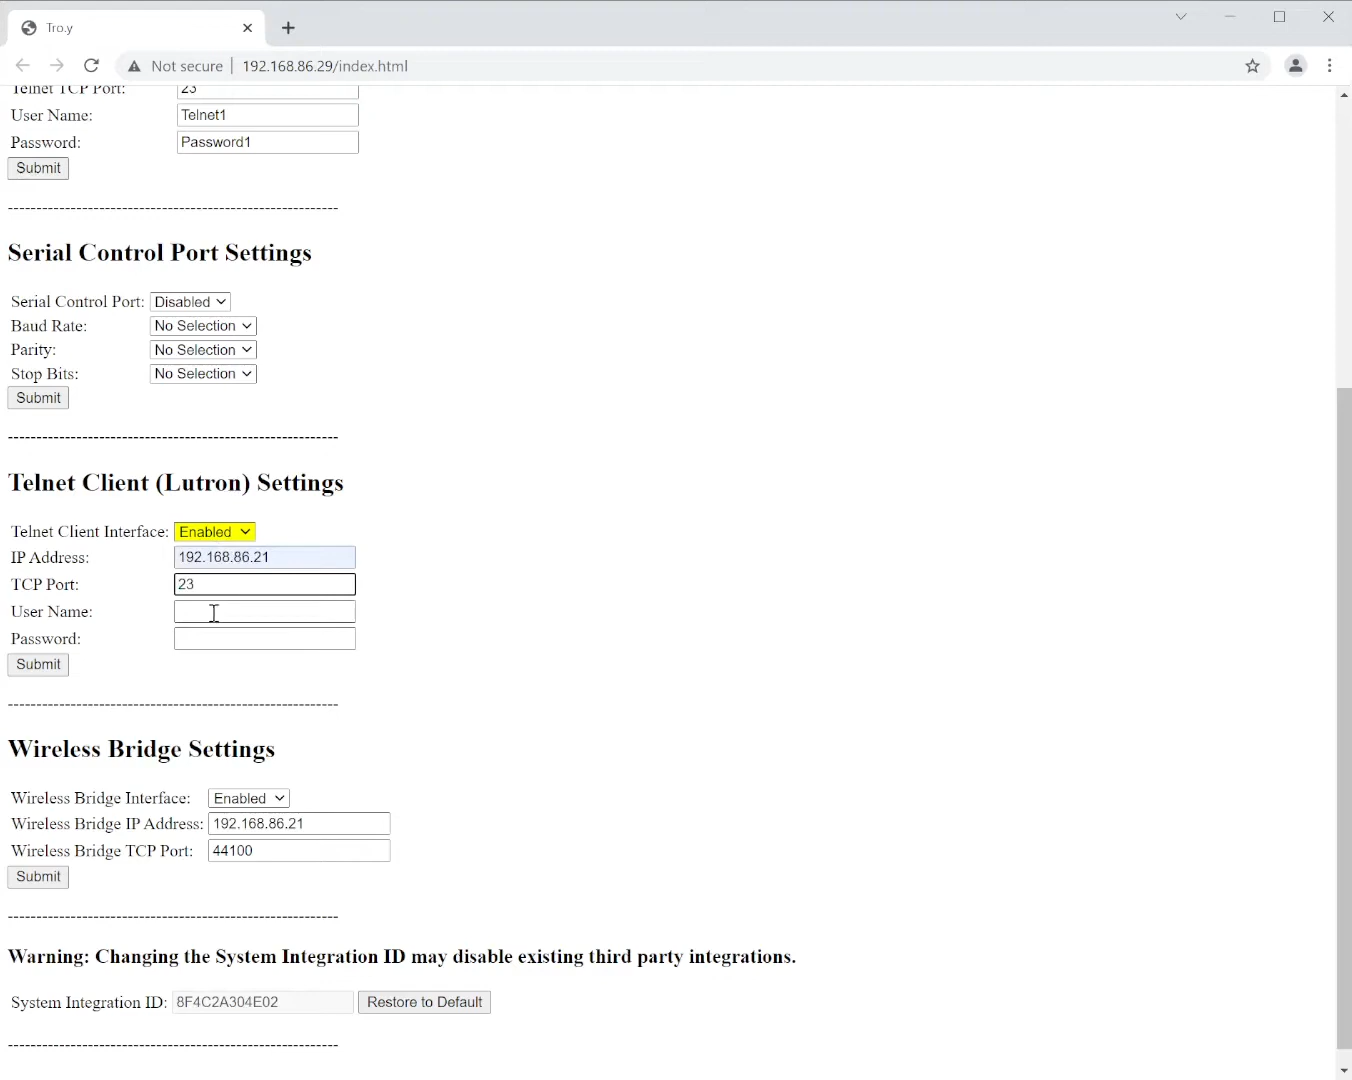 Tro.y
Not secure | 192.168.86.29/index.html
Telnet TCP Port: 23
User Name: Telnet1
Password: Password1
Submit
-------------------------------------------------------
Serial Control Port Settings
Serial Control Port: Disabled
Baud Rate: No Selection
Parity: No Selection
Stop Bits: No Selection
Submit
-------------------------------------------------------
Telnet Client (Lutron) Settings
Telnet Client Interface: Enabled
IP Address: 192.168.86.21
TCP Port: 23
User Name:
Password:
Submit
-------------------------------------------------------
Wireless Bridge Settings
Wireless Bridge Interface: Enabled
Wireless Bridge IP Address: 192.168.86.21
Wireless Bridge TCP Port: 44100
Submit
-------------------------------------------------------
Warning: Changing the System Integration ID may disable existing third party integrations.
System Integration ID: 8F4C2A304E02 Restore to Default
-------------------------------------------------------